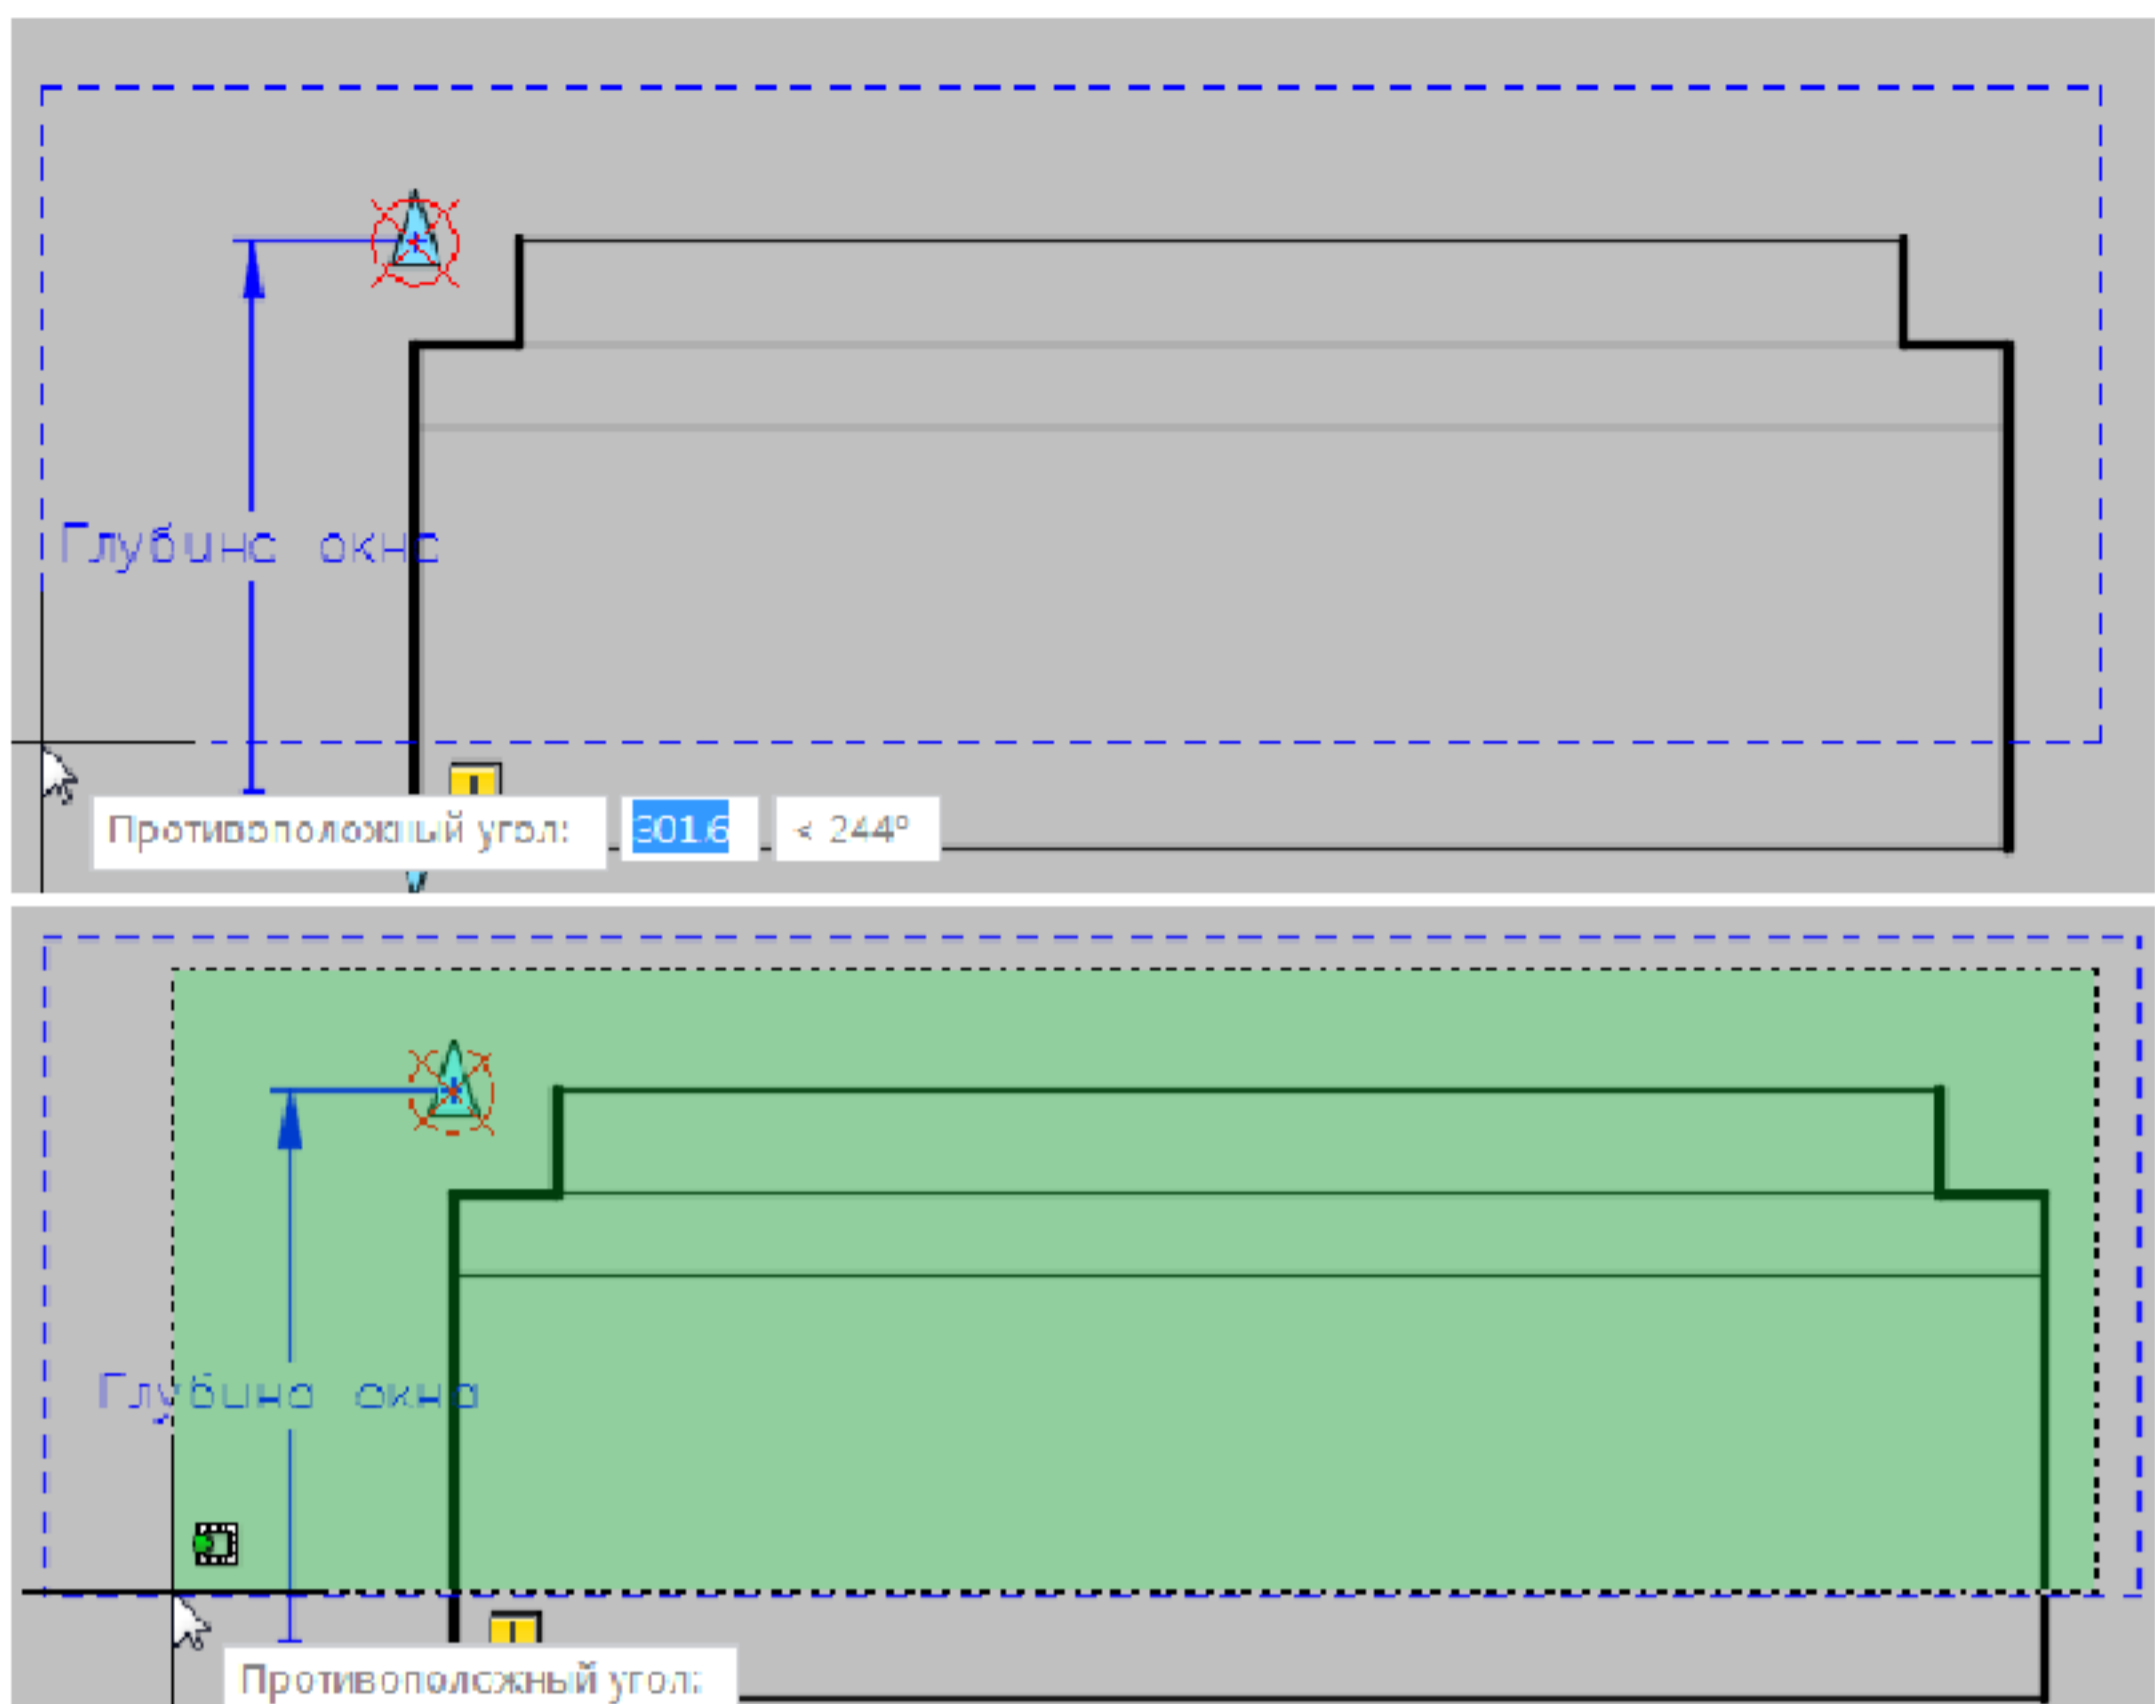 Глубина окна
Противоположный угол: 301.6 < 244°
Глубина окна
Противоположный угол: